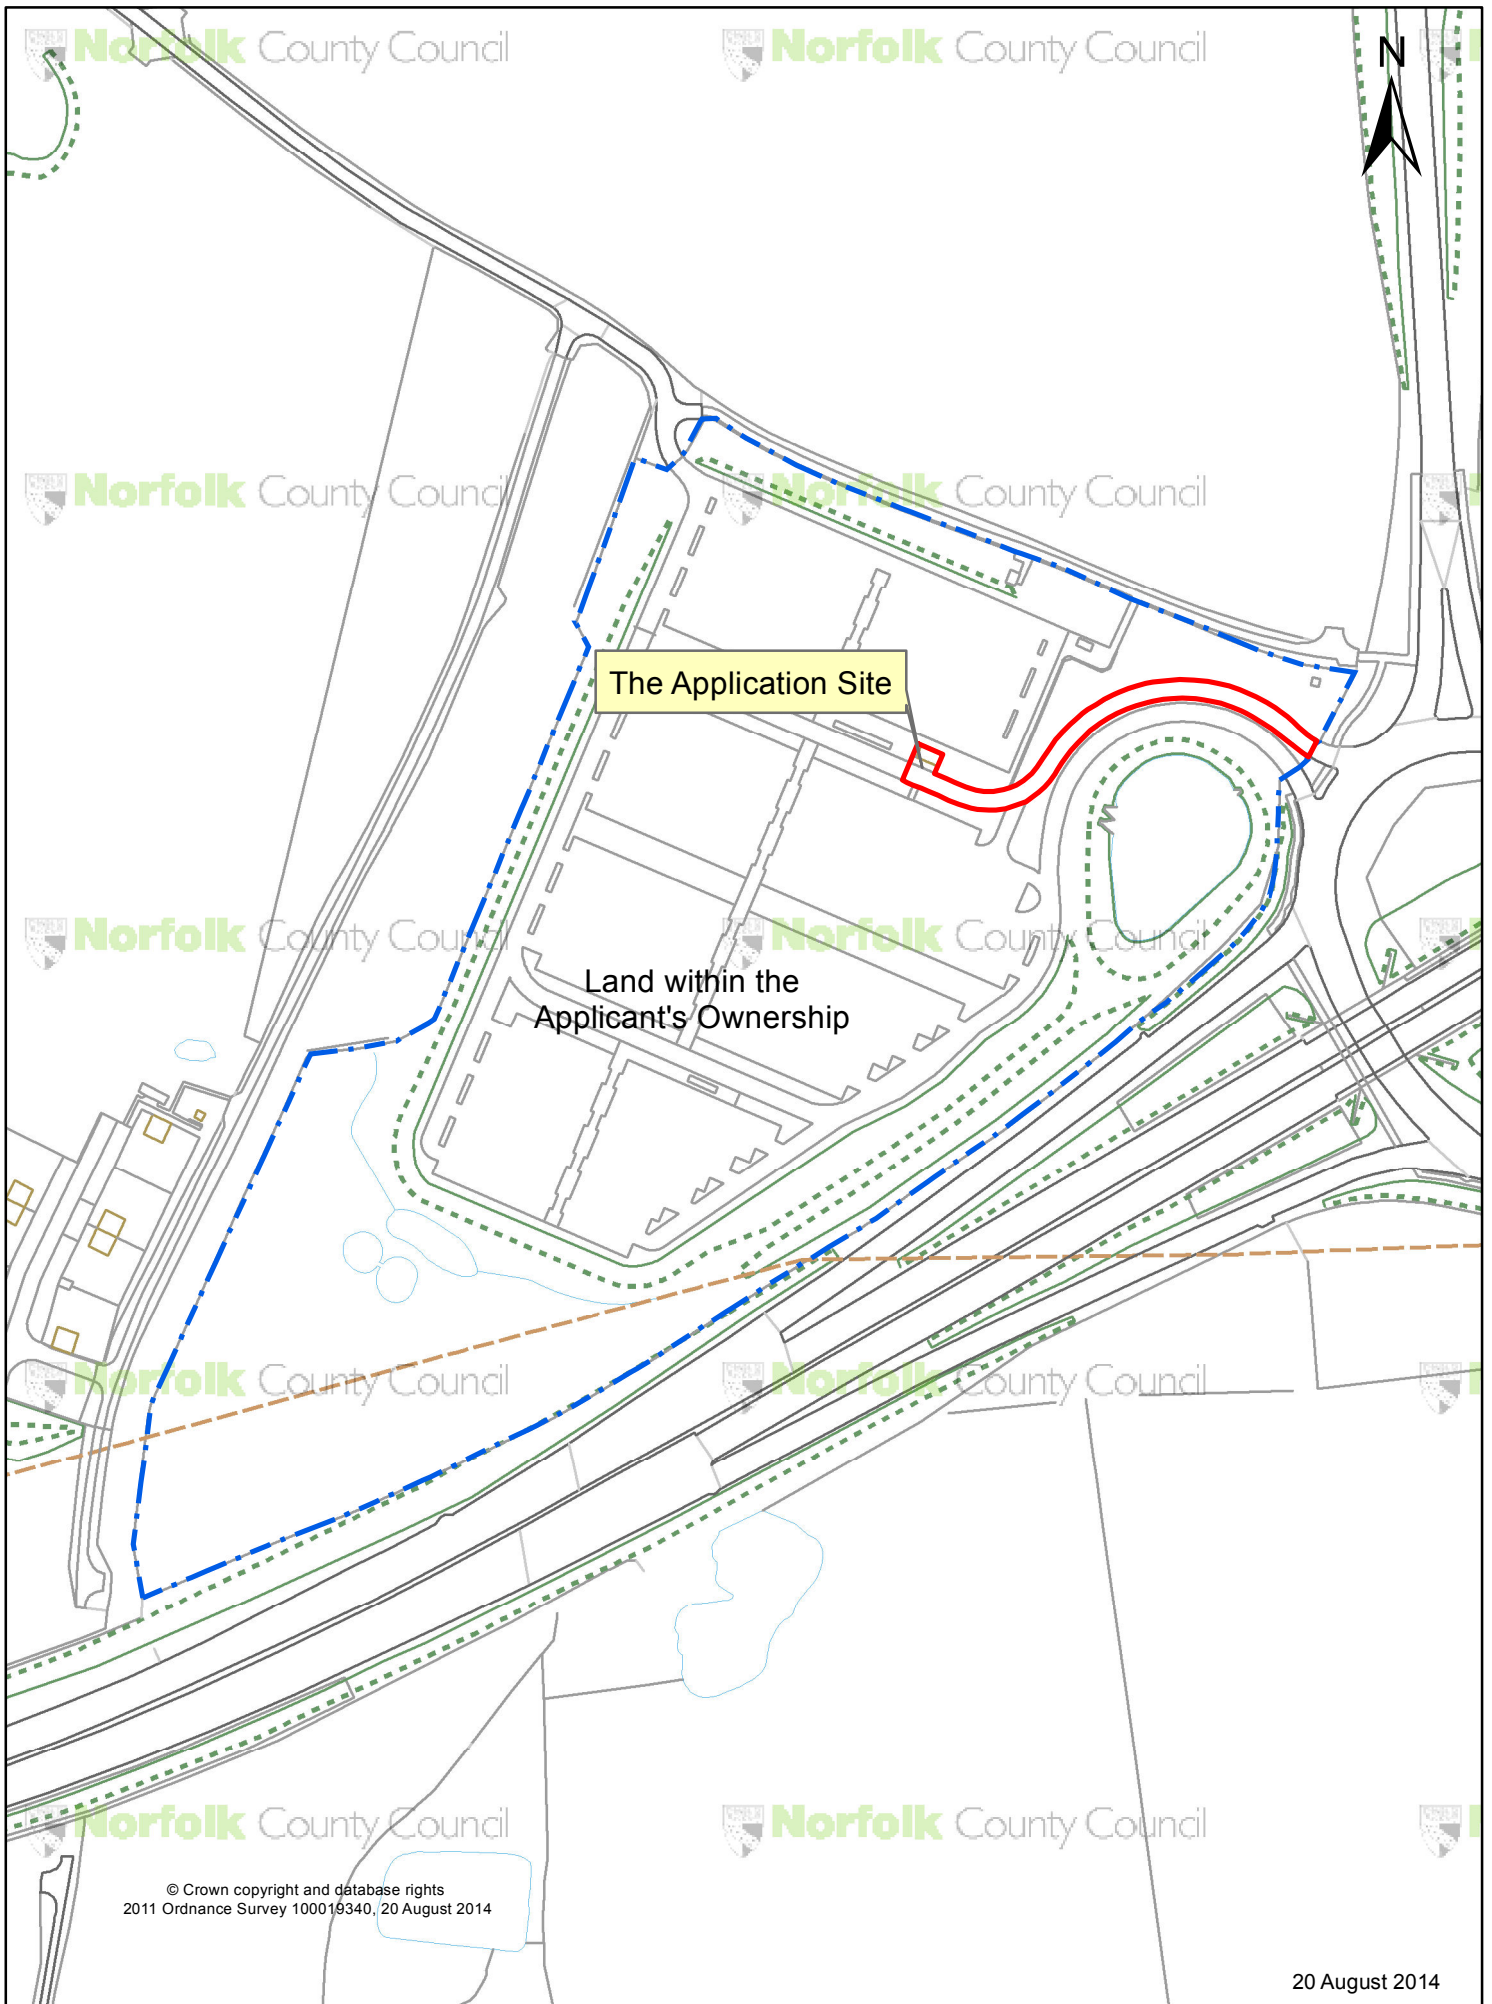 Norfolk County Council
Norfolk County Council
N
Norfolk County Council
Norfolk County Council
The Application Site
Norfolk County Council
Norfolk County Council
Land within the
Applicant's Ownership
Norfolk County Council
Norfolk County Council
Norfolk County Council
Norfolk County Council
© Crown copyright and database rights
2011 Ordnance Survey 100019340, 20 August 2014
20 August 2014